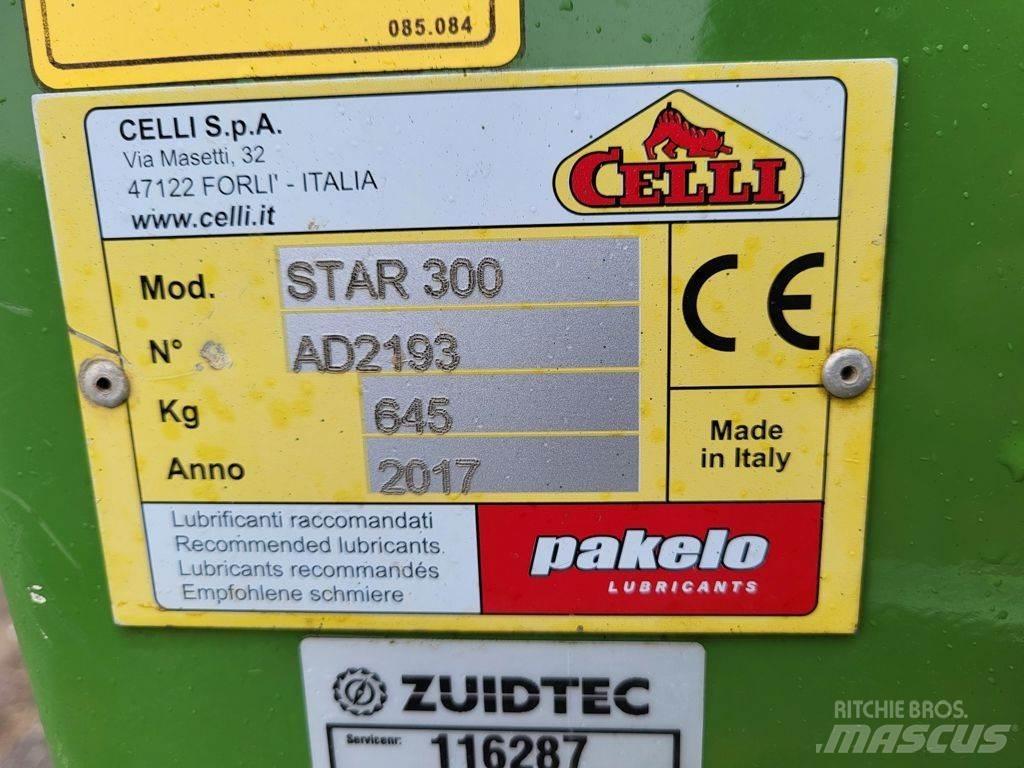 085.084
CELLI S.p.A.
Via Masetti, 32
47122 FORLI' - ITALIA
www.celli.it
CELLI
Mod. STAR 300
N° AD2193
Kg 645
Anno 2017
CE
Made
in Italy
Lubrificanti raccomandati
Recommended lubricants.
Lubricants recommandés
Empfohlene schmiere
pakelo
LUBRICANTS
ZUIDTEC
Servicenr: 116287
RITCHIE BROS.
MASCUS